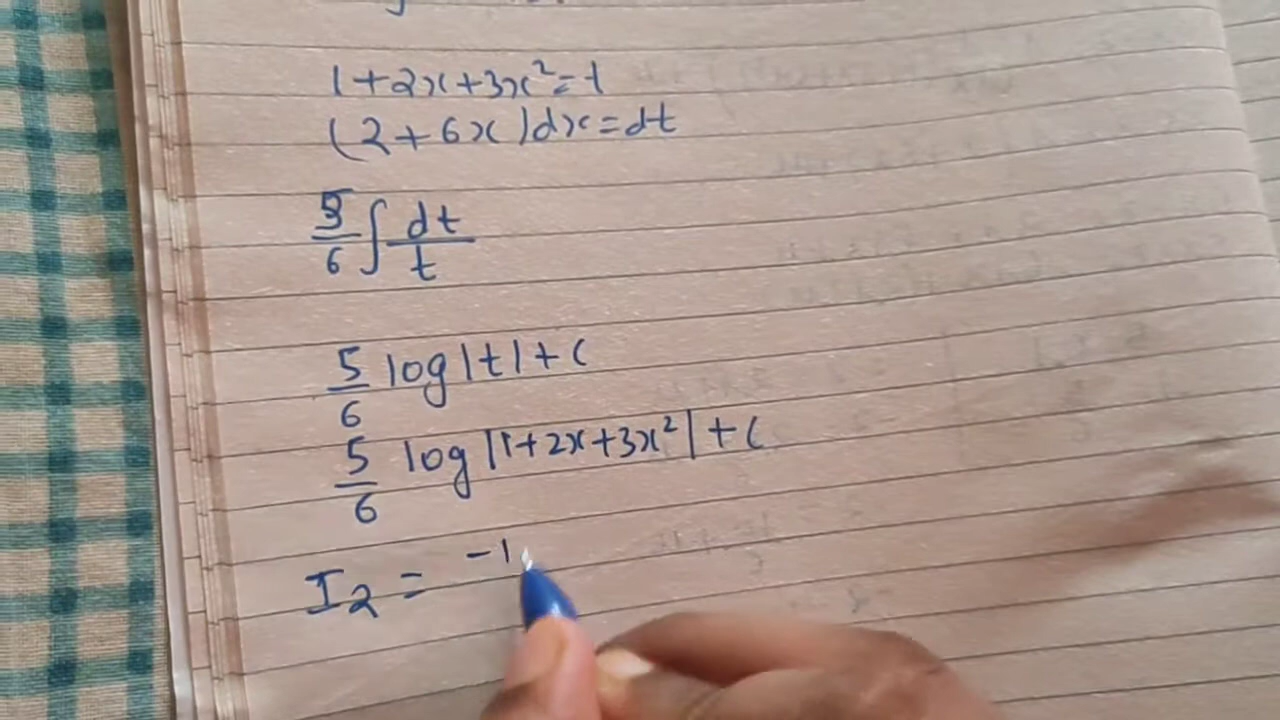 1+2x+3x²=t
(2+6x)dx=dt
5/6 ∫ dt/t
5/6 log|t|+c
5/6 log|1+2x+3x²|+c
I₂ = -1